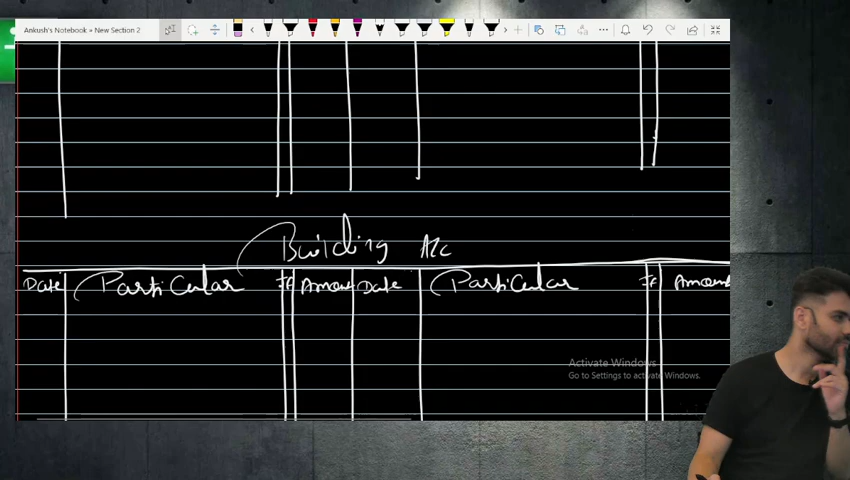 Ankush's Notebook » New Section 2
Building A/c
Date Particular JF Amount Date Particular JF Amount
Activate Windows
Go to Settings to activate Windows.